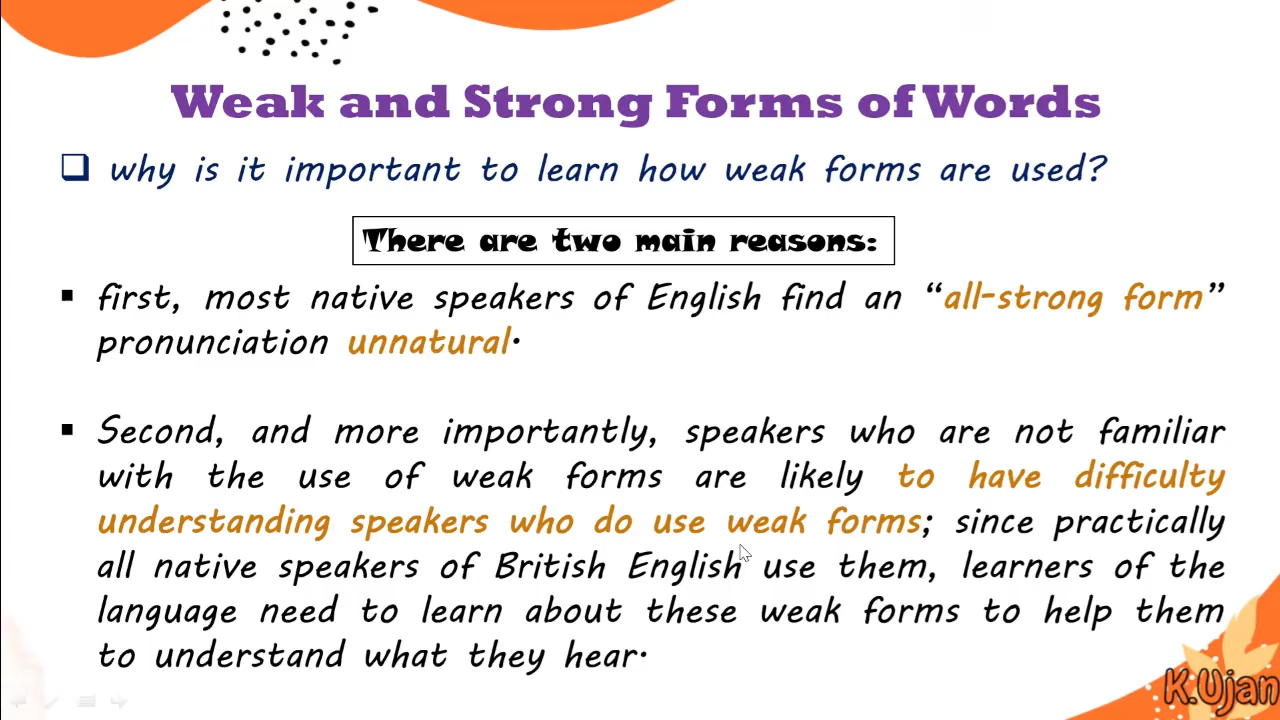 Weak and Strong Forms of Words
why is it important to learn how weak forms are used?
There are two main reasons:
first, most native speakers of English find an “all-strong form”
pronunciation unnatural.
Second, and more importantly, speakers who are not familiar
with the use of weak forms are likely to have difficulty
understanding speakers who do use weak forms; since practically
all native speakers of British English use them, learners of the
language need to learn about these weak forms to help them
to understand what they hear.
K.Ujan